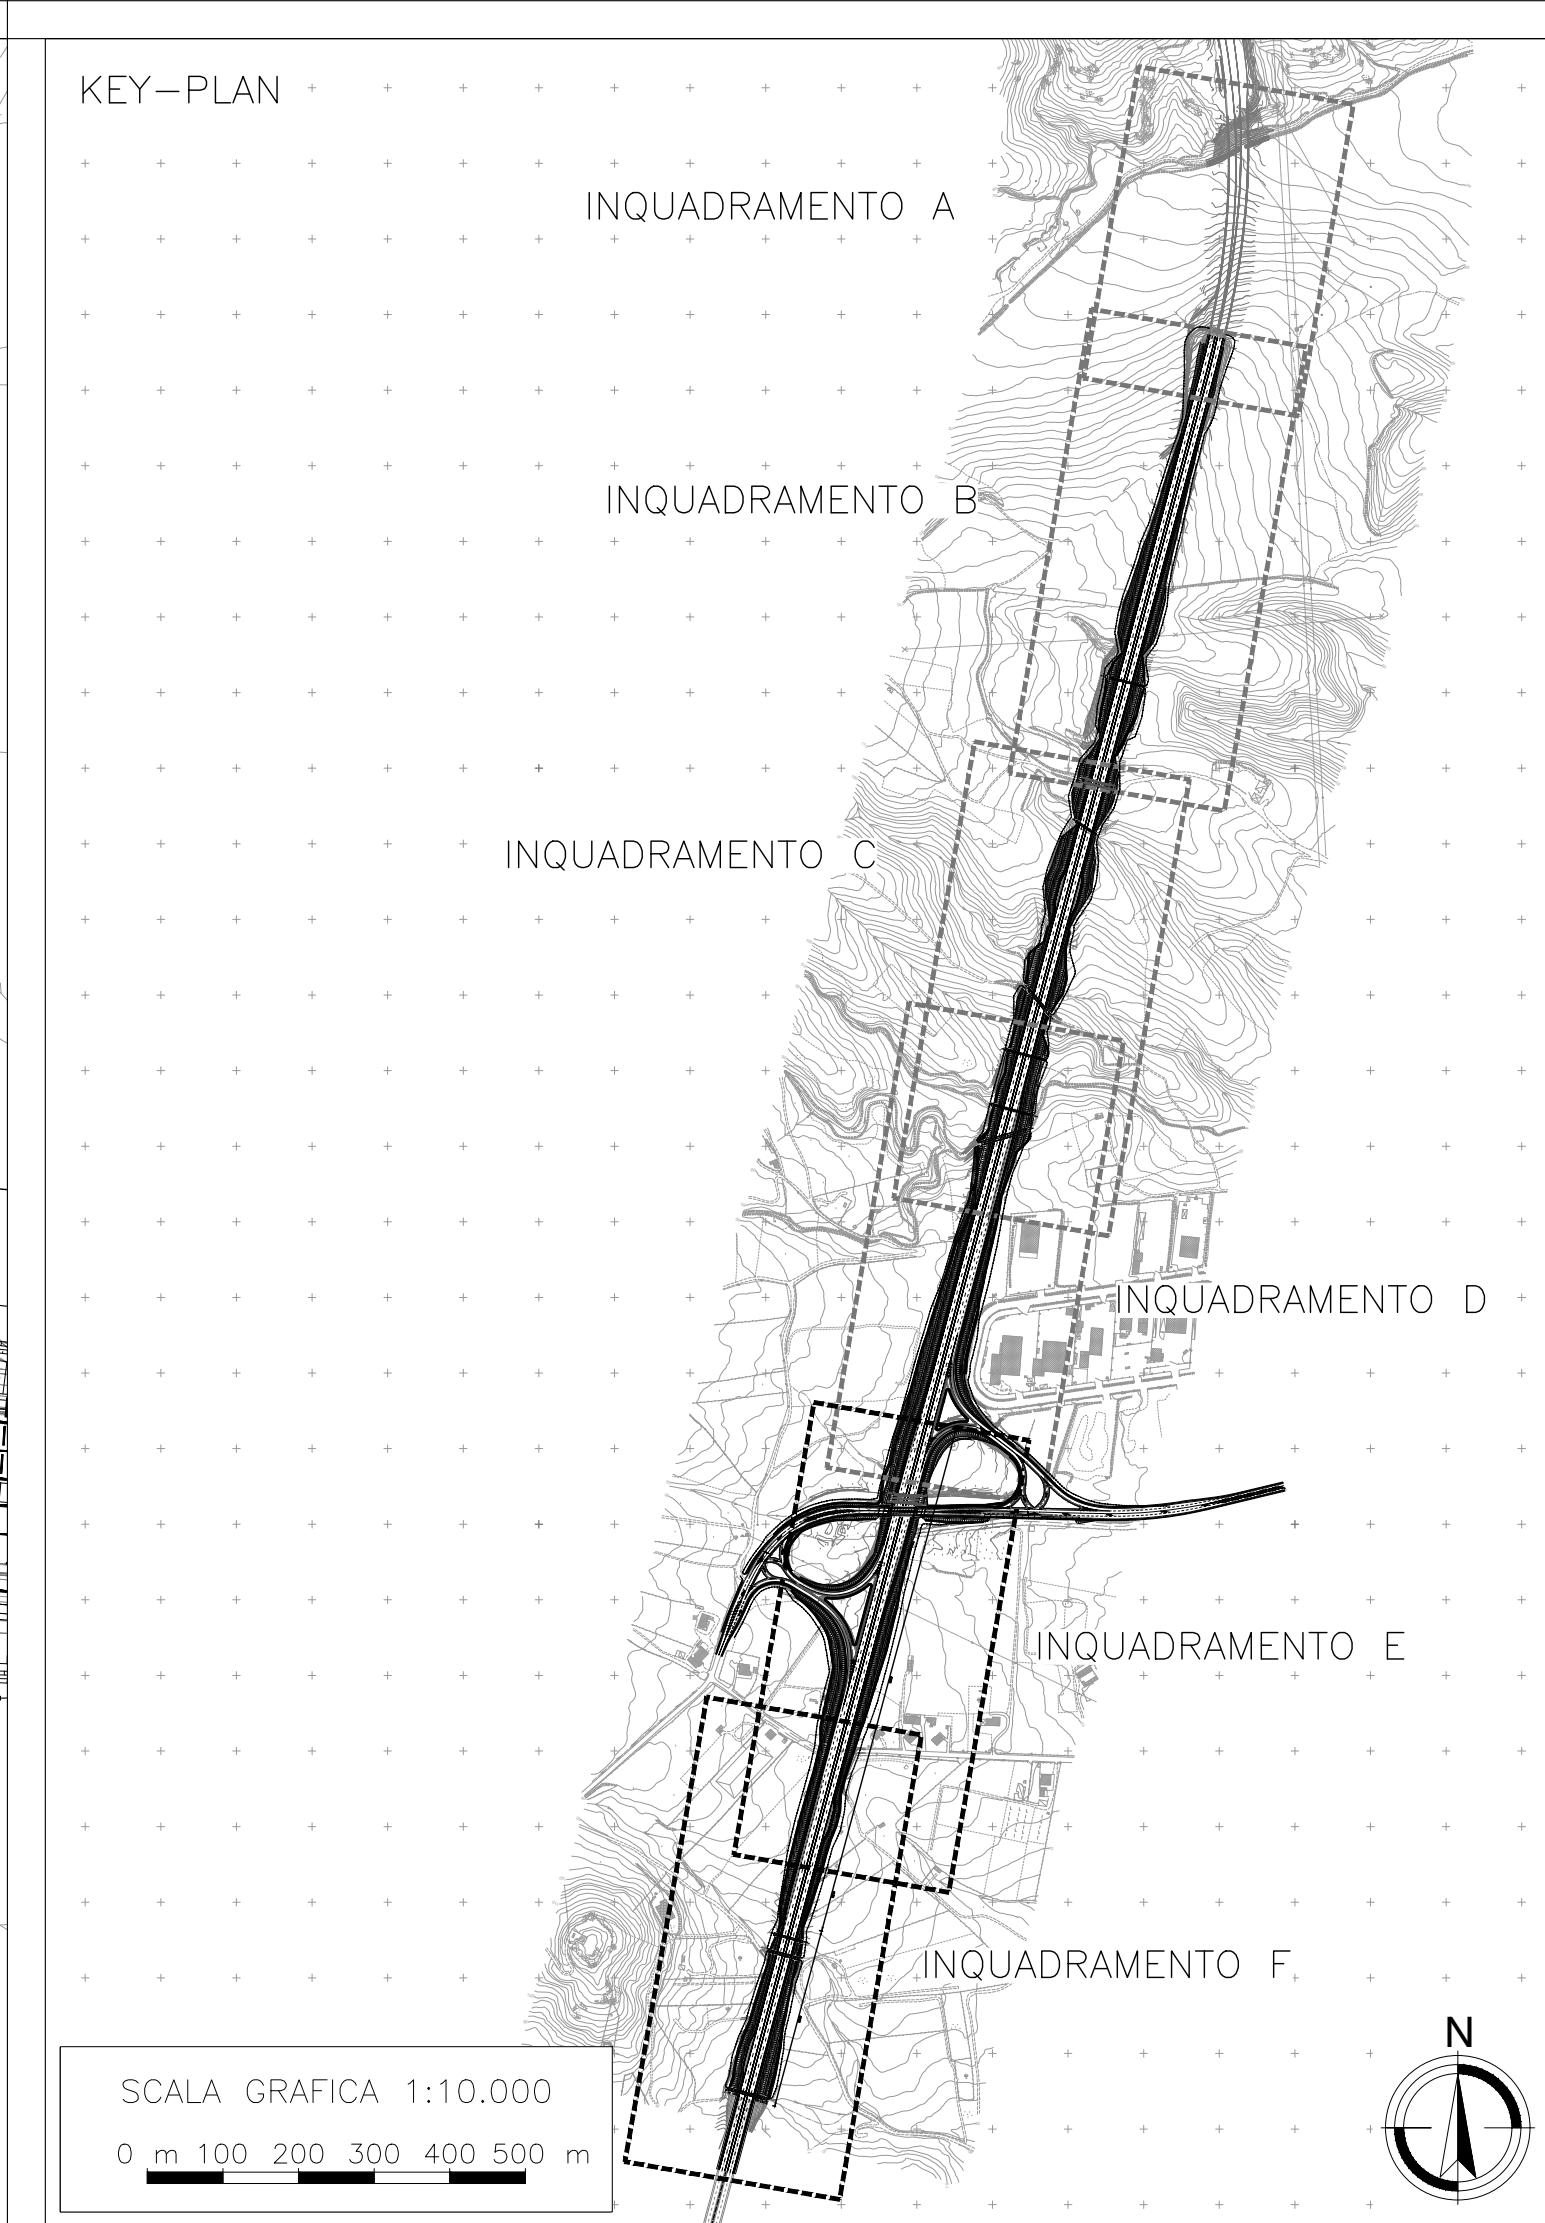 KEY-PLAN
INQUADRAMENTO A
INQUADRAMENTO B
INQUADRAMENTO C
INQUADRAMENTO D
INQUADRAMENTO E
INQUADRAMENTO F
N
SCALA GRAFICA 1:10.000
0 m 100 200 300 400 500 m